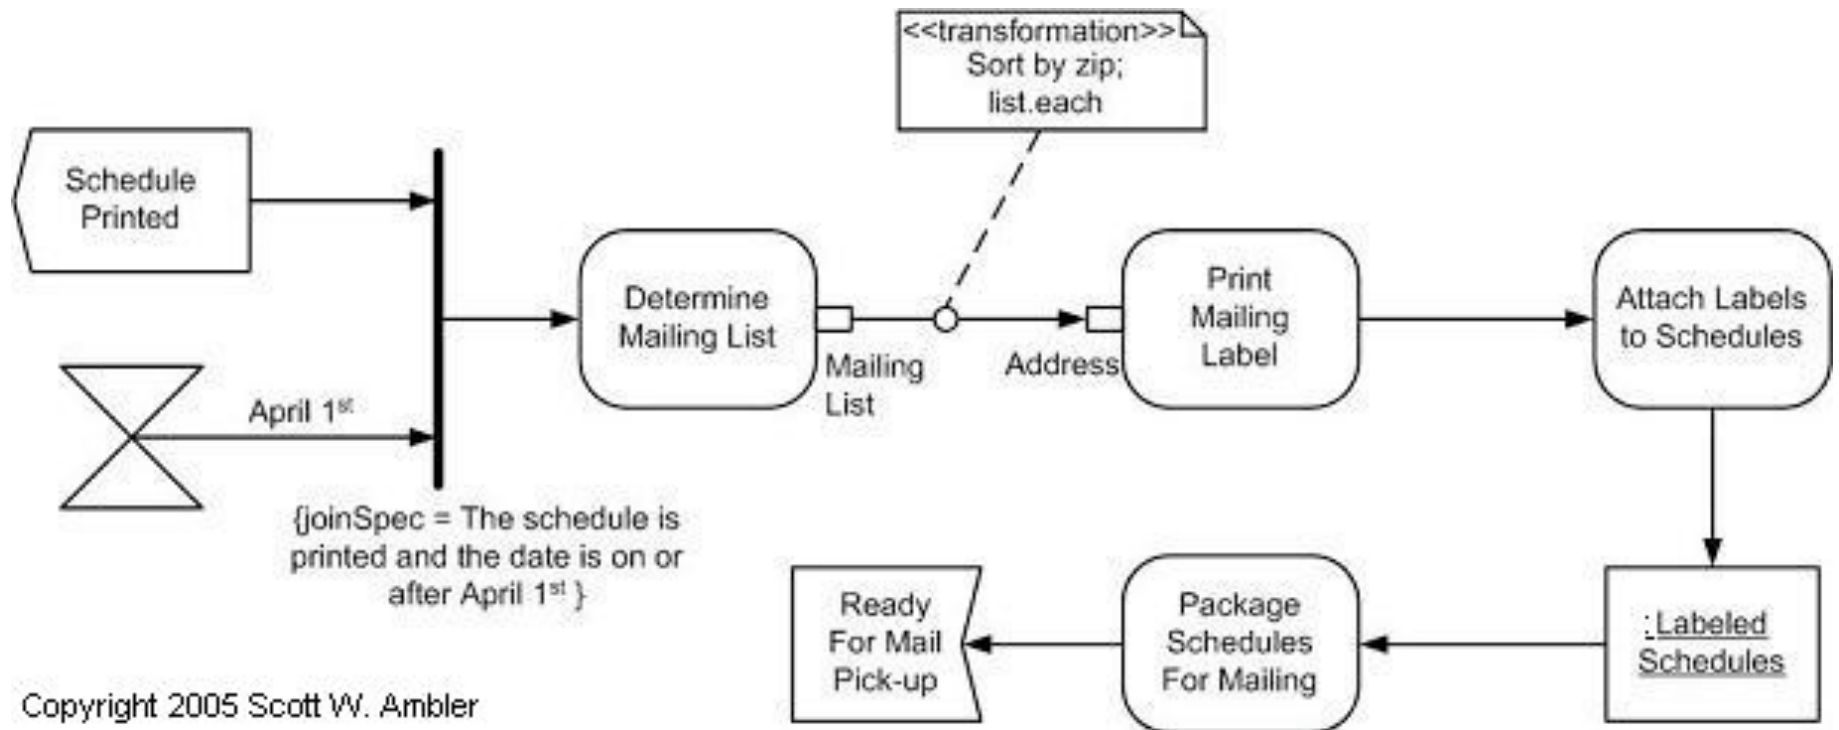 <<transformation>>
Sort by zip;
list.each
Schedule
Printed
April 1st
{joinSpec = The schedule is
printed and the date is on or
after April 1st }
Determine
Mailing List
Mailing
List
Address
Print
Mailing
Label
Attach Labels
to Schedules
:Labeled
Schedules
Package
Schedules
For Mailing
Ready
For Mail
Pick-up
Copyright 2005 Scott W. Ambler